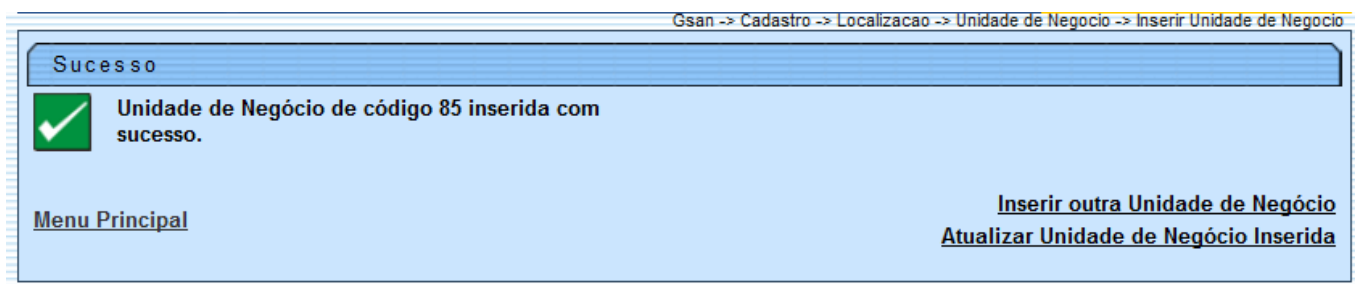 Gsan -> Cadastro -> Localizacao -> Unidade de Negocio -> Inserir Unidade de Negocio
Sucesso
Unidade de Negócio de código 85 inserida com
sucesso.
Inserir outra Unidade de Negócio
Menu Principal
Atualizar Unidade de Negócio Inserida